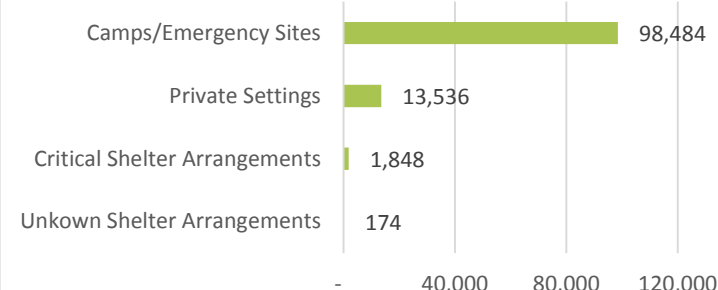 Camps/Emergency Sites 98,484
Private Settings 13,536
Critical Shelter Arrangements 1,848
Unkown Shelter Arrangements 174
- 40,000 80,000 120,000